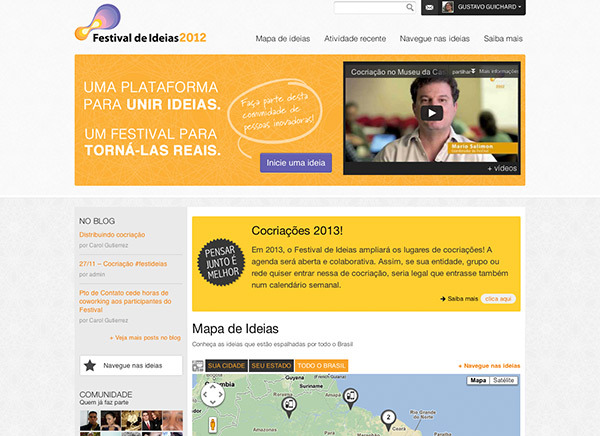 GUSTAVO GUICHARD
Festival de Ideias2012
Mapa de ideias Atividade recente Navegue nas ideias Saiba mais
UMA PLATAFORMA
PARA UNIR IDEIAS.
UM FESTIVAL PARA
TORNÁ-LAS REAIS.
Faça parte desta
comunidade de
pessoas inovadoras!
Inicie uma ideia
Cocriação no Museu da Ca
partilhar Mais informações
Mario Salimon
+ vídeos
NO BLOG
Distribuindo cocriação
por Carol Gutierrez
27/11 – Cocriação #festideias
por admin
Pto de Contato cede horas de
coworking aos participantes do
Festival
por Carol Gutierrez
+ Veja mais posts no blog
Navegue nas ideias
COMUNIDADE
Quem já faz parte
PENSAR
JUNTO É
MELHOR
Cocriações 2013!
Em 2013, o Festival de Ideias ampliará os lugares de cocriações! A
agenda será aberta e colaborativa. Assim, se sua entidade, grupo ou
rede quiser entrar nessa de cocriação, seria legal que entrasse também
num calendário semanal.
Saiba mais clica aqui
Mapa de Ideias
Conheça as ideias que estão espalhadas por todo o Brasil
SUA CIDADE SEU ESTADO TODO O BRASIL
+ Navegue nas ideias
Mapa Satélite
Guyana
Suriname
(French Guiana)
Colombia
Roraima
Amapá
2
Rio Grande
do Norte
Ceara